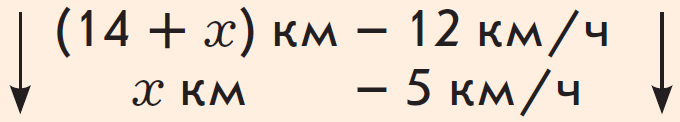 (14 + x) км – 12 км/ч
x км – 5 км/ч